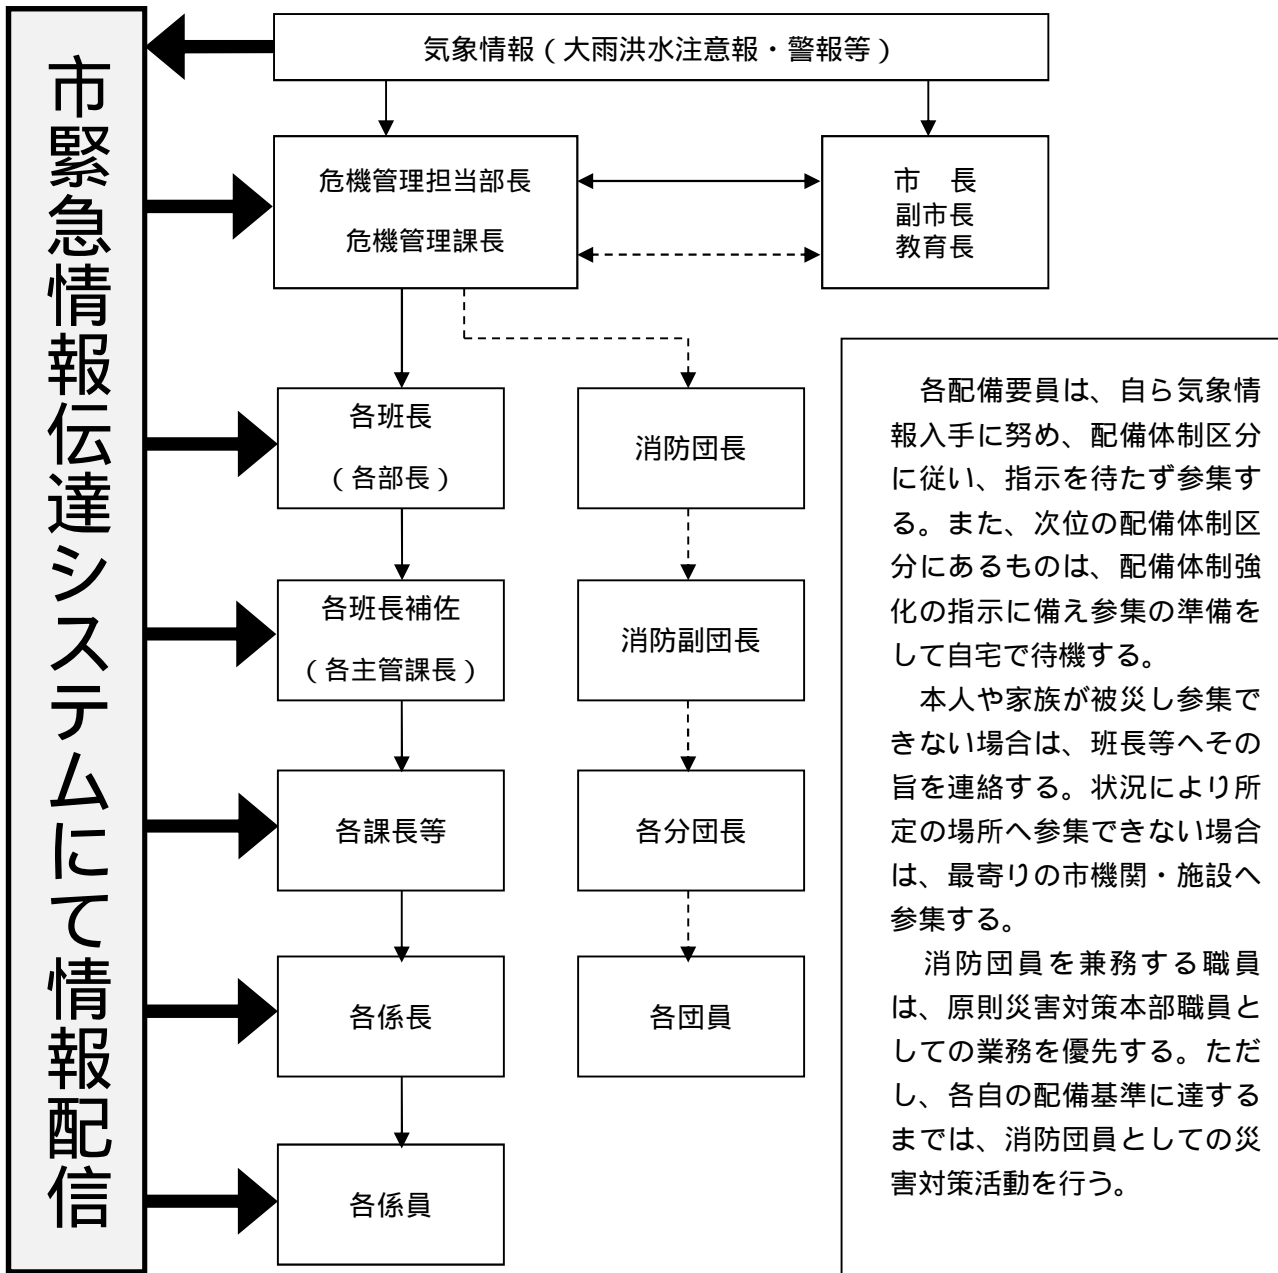 市緊急情報伝達システムにて情報配信
気象情報（大雨洪水注意報・警報等）
危機管理担当部長
危機管理課長
市　長
副市長
教育長
各班長
（各部長）
消防団長
各班長補佐
（各主管課長）
消防副団長
各課長等
各分団長
各係長
各団員
各係員
各配備要員は、自ら気象情
報入手に努め、配備体制区分
に従い、指示を待たず参集す
る。また、次位の配備体制区
分にあるものは、配備体制強
化の指示に備え参集の準備を
して自宅で待機する。
本人や家族が被災し参集で
きない場合は、班長等へその
旨を連絡する。状況により所
定の場所へ参集できない場合
は、最寄りの市機関・施設へ
参集する。
消防団員を兼務する職員
は、原則災害対策本部職員と
しての業務を優先する。ただ
し、各自の配備基準に達する
までは、消防団員としての災
害対策活動を行う。